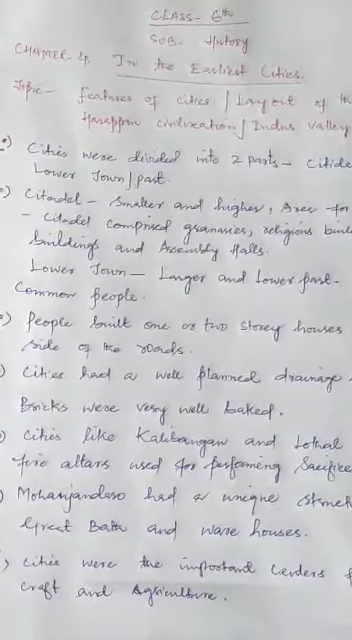 CLASS- 6th
SUB- History
CHAPTER-4. In the Earliest Cities.
Topic- features of cities / Lay out of th
Harappan civilization / Indus Valley
Cities were divided into 2 parts - Citide
Lower Town/part.
Citadel - Smaller and higher, Area for
- Citadel comprised granaries, religious buil
buildings and Assembly Halls.
Lower Town - Larger and lower part-
Common people.
People built one or two storey houses
side of the roads.
Cities had a well planned drainage
Bricks were very well baked.
Cities like Kalibangan and Lothal
fire altars used for performing Sacrifice
Mohanjandaro had a unique struct
Great Bath and ware houses.
Cities were the important centers f
craft and Agriculture.